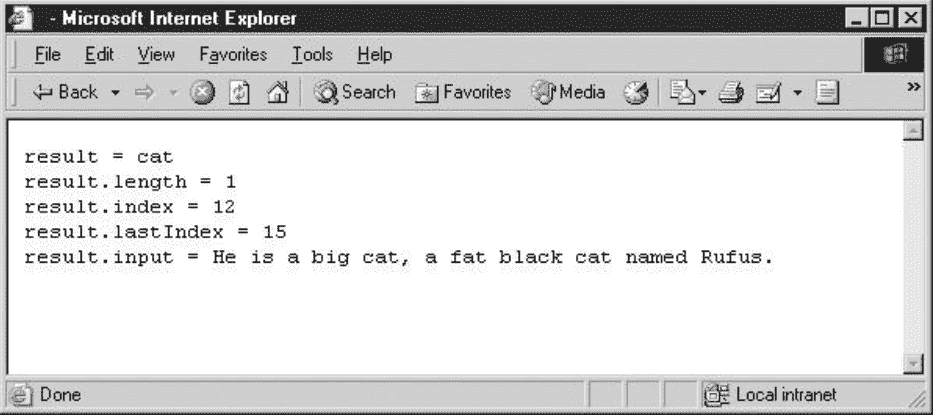 - Microsoft Internet Explorer
File Edit View Favorites Tools Help
Back Search Favorites Media »
result = cat
result.length = 1
result.index = 12
result.lastIndex = 15
result.input = He is a big cat, a fat black cat named Rufus.
Done Local intranet